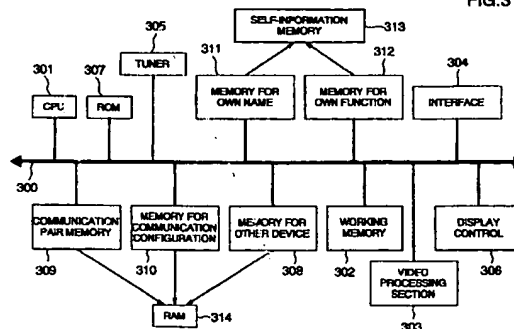 FIG.3
SELF-INFORMATION
MEMORY
313
305
TUNER
311
312
301
CPU
307
ROM
MEMORY FOR
OWN NAME
MEMORY FOR
OWN FUNCTION
304
INTERFACE
300
COMMUNICATION
PAIR MEMORY
MEMORY FOR
COMMUNICATION
CONFIGURATION
MEMORY FOR
OTHER DEVICE
WORKING
MEMORY
DISPLAY
CONTROL
309
310
308
302
306
VIDEO
PROCESSING
SECTION
303
RAM
314